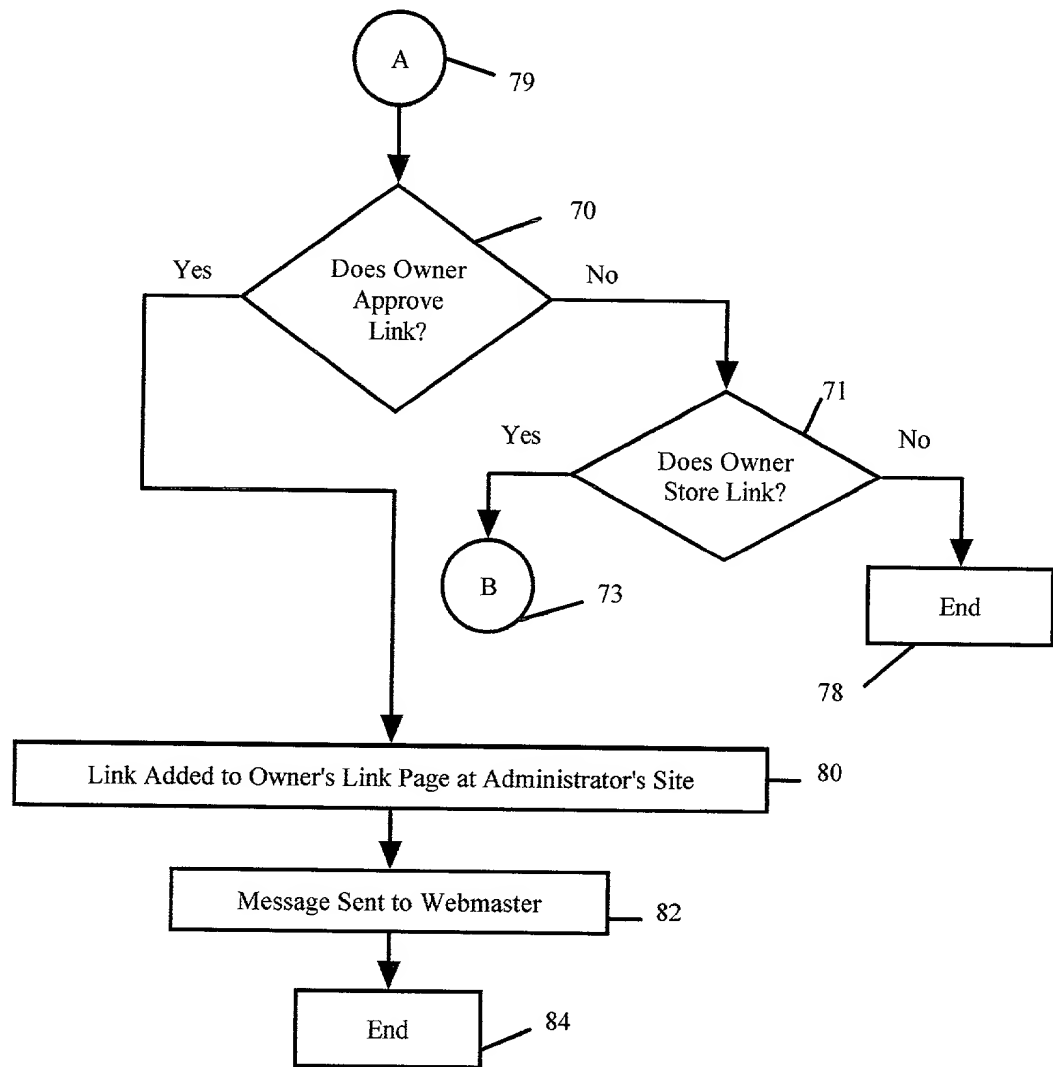 A
79
70
Yes
Does Owner
Approve
Link?
No
71
Yes
Does Owner
Store Link?
No
B
73
End
78
Link Added to Owner's Link Page at Administrator's Site
80
Message Sent to Webmaster
82
End
84